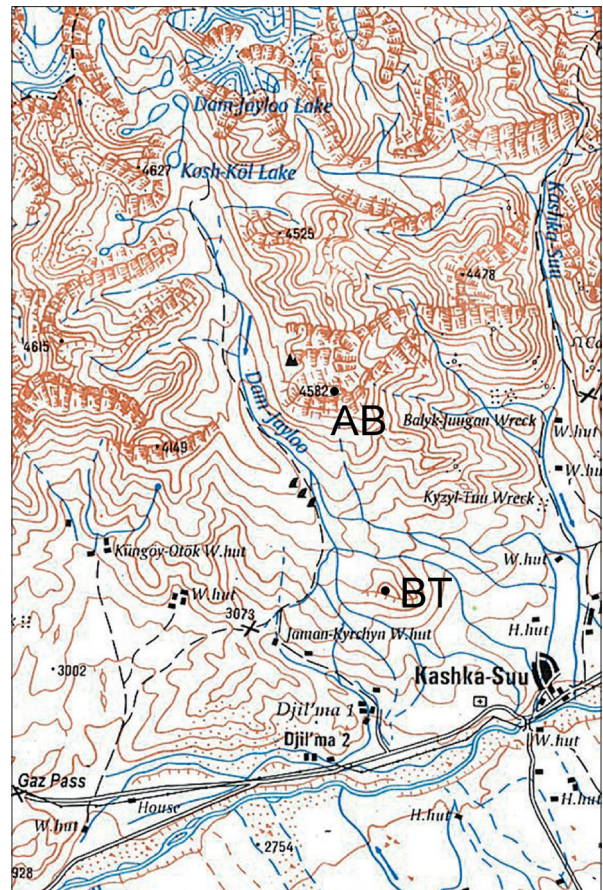 Dam-Jayloo Lake
4627
Kosh-Köl Lake
Kashka-Suu
4525
4478
4615
4582
AB
Dam-Jayloo
Balyk-Juugan Wreck
W.hut
4149
W.hut
Kyzyl-Tuu Wreck
Küngöy-Otök W.hut
W.hut
W.hut
BT
3073
Jaman-Kyrchyn W.hut
H.hut
3002
Kashka-Suu
Djil'ma 1
Djil'ma 2
W.hut
Gaz Pass
House
H.hut
W.hut
H.hut
2754
928